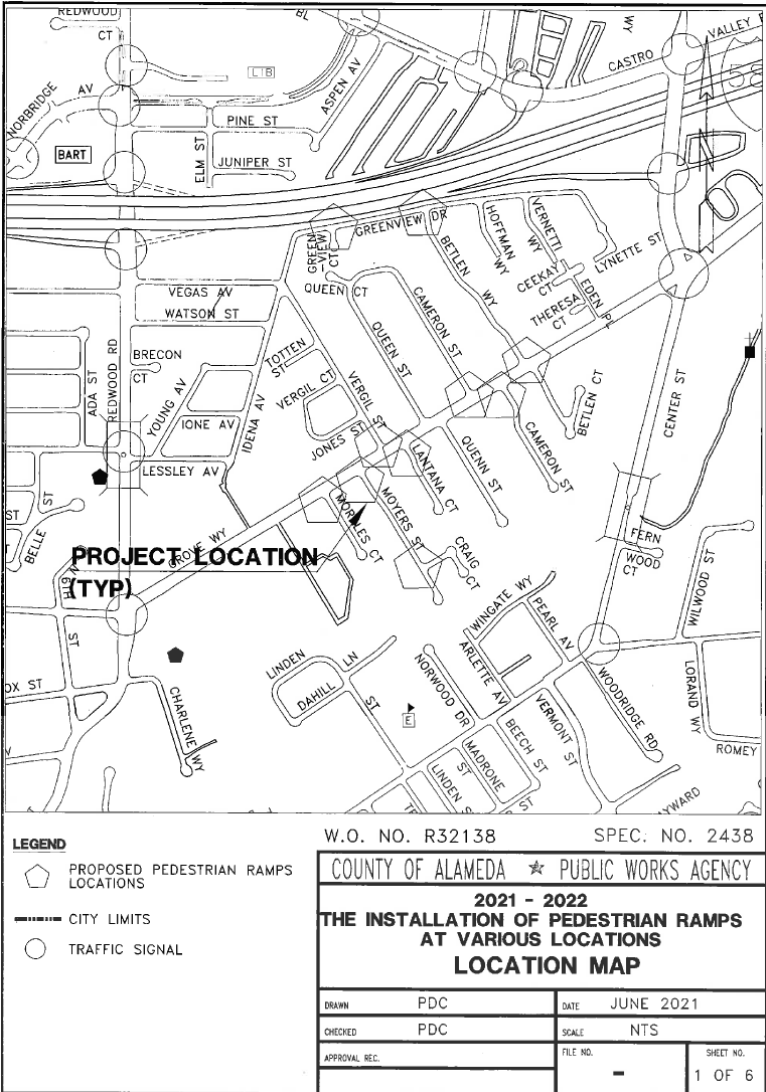 REDWOOD
CT
BL
WY
VALLEY
CASTRO
58
NORBRIDGE
AV
LIB
ASPEN AV
PINE ST
BART
ELM ST
JUNIPER ST
GREENVIEW DR
GREEN
VIEW
CT
BETLEN WY
HOFFMAN
WY
VERNETTI
WY
LYNETTE ST
CEEKAY
CT
EDEN PL
THERESA
CT
VEGAS AV
WATSON ST
QUEEN CT
CAMERON ST
QUEEN ST
REDWOOD RD
BRECON
CT
ADA ST
YOUNG AV
IONE AV
IDENA AV
TOTTEN
ST
VERGIL CT
VERGIL ST
JONES ST
BETLEN CT
CENTER ST
LESSLEY AV
LANTANA CT
QUENN ST
CAMERON ST
ST
BELLE ST
GROVE WY
MORALES CT
MOYERS ST
CRAIG
CT
FERN
WOOD
CT
WILWOOD ST
PROJECT LOCATION
(TYP)
N 6TH
ST
WINGATE WY
PEARL AV
ARLETTE AV
OX ST
CHARLENE WY
LINDEN
DAHILL
LN
ST
E
NORWOOD DR
BEECH ST
VERMONT ST
WOODRIDGE RD
LORAND WY
ROMEY
MADRONE
ST
LINDEN
ST
YWARD
LEGEND
PROPOSED PEDESTRIAN RAMPS
LOCATIONS
CITY LIMITS
TRAFFIC SIGNAL
W.O. NO. R32138
SPEC. NO. 2438
COUNTY OF ALAMEDA ☆ PUBLIC WORKS AGENCY
2021 - 2022
THE INSTALLATION OF PEDESTRIAN RAMPS
AT VARIOUS LOCATIONS
LOCATION MAP
DRAWN PDC
DATE JUNE 2021
CHECKED PDC
SCALE NTS
APPROVAL REC.
FILE NO.
-
SHEET NO.
1 OF 6